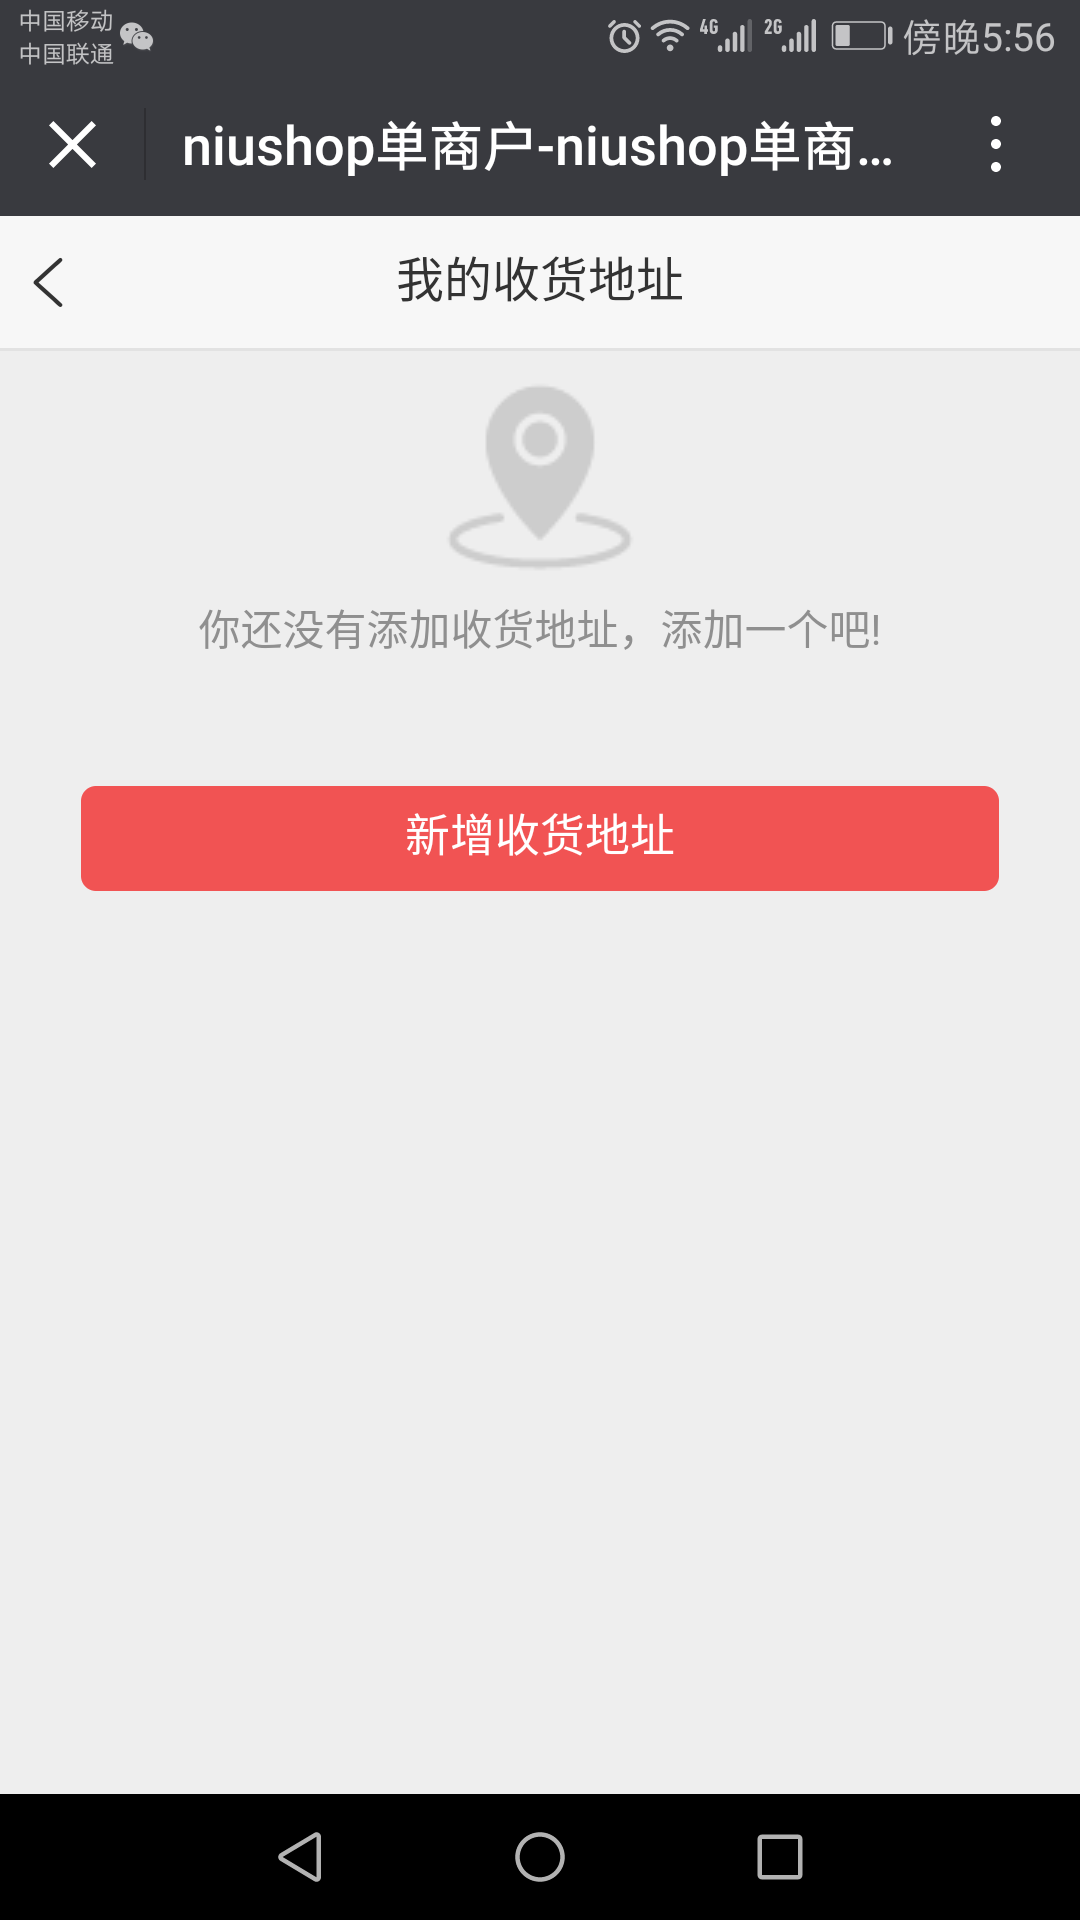 中国移动
中国联通
4G 2G 傍晚5:56
niushop单商户-niushop单商...
我的收货地址
你还没有添加收货地址，添加一个吧!
新增收货地址